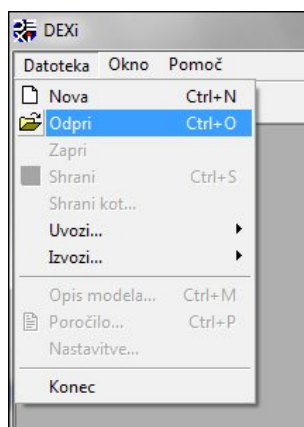 DEXi
Datoteka Okno Pomoč
Nova Ctrl+N
Odpri Ctrl+O
Zapri
Shrani Ctrl+S
Shrani kot...
Uvozi...
Izvozi...
Opis modela... Ctrl+M
Poročilo... Ctrl+P
Nastavitve...
Konec